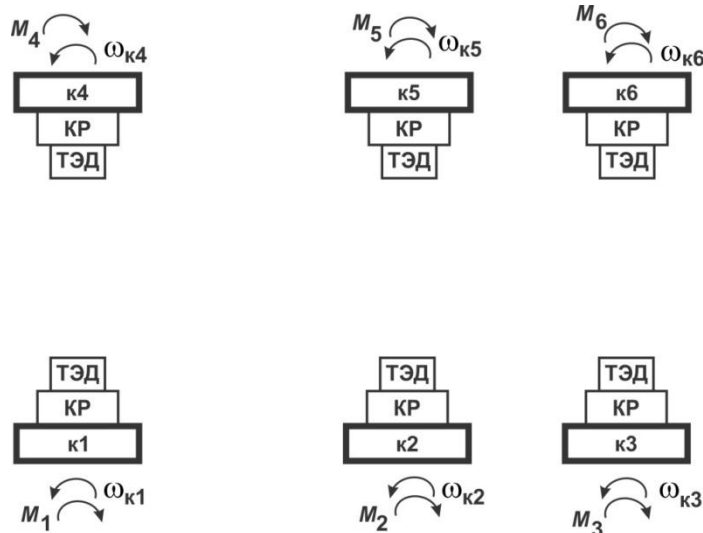 M4 ωк4 M5 ωк5 M6 ωк6
к4 к5 к6
КР КР КР
ТЭД ТЭД ТЭД
ТЭД ТЭД ТЭД
КР КР КР
к1 к2 к3
ωк1 ωк2 ωк3
M1 M2 M3